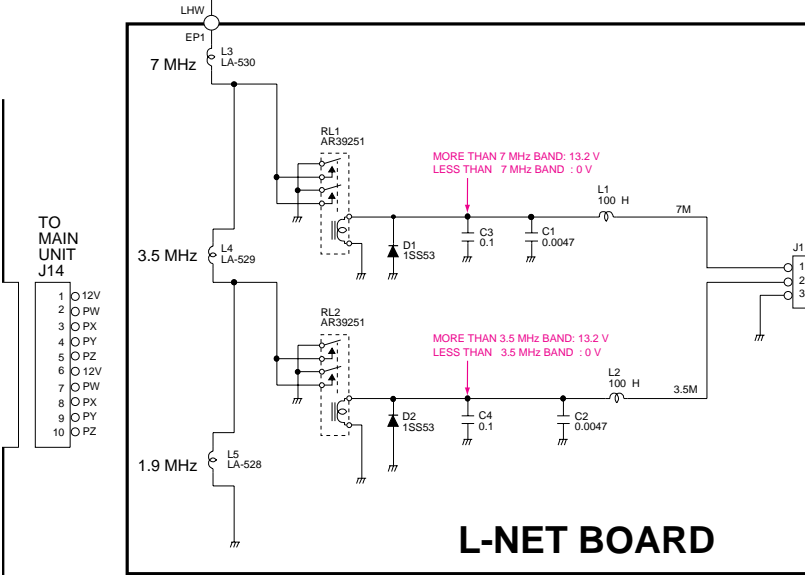 LHW
EP1
L3
LA-530
7 MHz
RL1
AR39251
MORE THAN 7 MHz BAND: 13.2 V
LESS THAN 7 MHz BAND : 0 V
L1
100 H
7M
C3
0.1
C1
0.0047
D1
1SS53
J1
1
2
3
TO
MAIN
UNIT
J14
3.5 MHz
L4
LA-529
1 12V
2 PW
3 PX
4 PY
5 PZ
6 12V
7 PW
8 PX
9 PY
10 PZ
RL2
AR39251
MORE THAN 3.5 MHz BAND: 13.2 V
LESS THAN 3.5 MHz BAND : 0 V
L2
100 H
3.5M
D2
1SS53
C4
0.1
C2
0.0047
1.9 MHz
L5
LA-528
L-NET BOARD